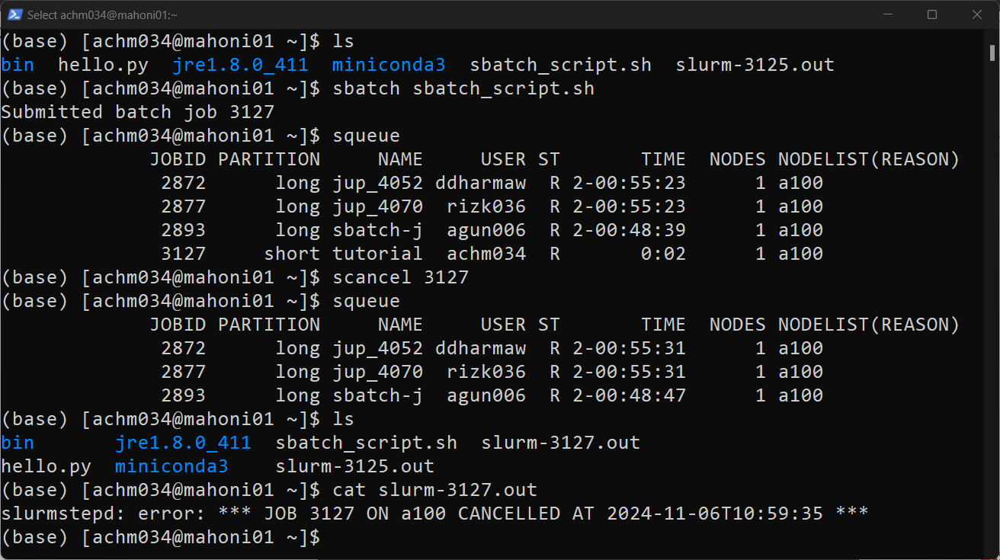 Select achm034@mahoni01:~
(base) [achm034@mahoni01 ~]$ ls
bin  hello.py  jre1.8.0_411  miniconda3  sbatch_script.sh  slurm-3125.out
(base) [achm034@mahoni01 ~]$ sbatch sbatch_script.sh
Submitted batch job 3127
(base) [achm034@mahoni01 ~]$ squeue
             JOBID PARTITION     NAME     USER ST       TIME  NODES NODELIST(REASON)
              2872      long jup_4052 ddharmaw  R 2-00:55:23      1 a100
              2877      long jup_4070  rizk036  R 2-00:55:23      1 a100
              2893      long sbatch-j  agun006  R 2-00:48:39      1 a100
              3127     short tutorial  achm034  R       0:02      1 a100
(base) [achm034@mahoni01 ~]$ scancel 3127
(base) [achm034@mahoni01 ~]$ squeue
             JOBID PARTITION     NAME     USER ST       TIME  NODES NODELIST(REASON)
              2872      long jup_4052 ddharmaw  R 2-00:55:31      1 a100
              2877      long jup_4070  rizk036  R 2-00:55:31      1 a100
              2893      long sbatch-j  agun006  R 2-00:48:47      1 a100
(base) [achm034@mahoni01 ~]$ ls
bin       jre1.8.0_411  sbatch_script.sh  slurm-3127.out
hello.py  miniconda3    slurm-3125.out
(base) [achm034@mahoni01 ~]$ cat slurm-3127.out
slurmstepd: error: *** JOB 3127 ON a100 CANCELLED AT 2024-11-06T10:59:35 ***
(base) [achm034@mahoni01 ~]$